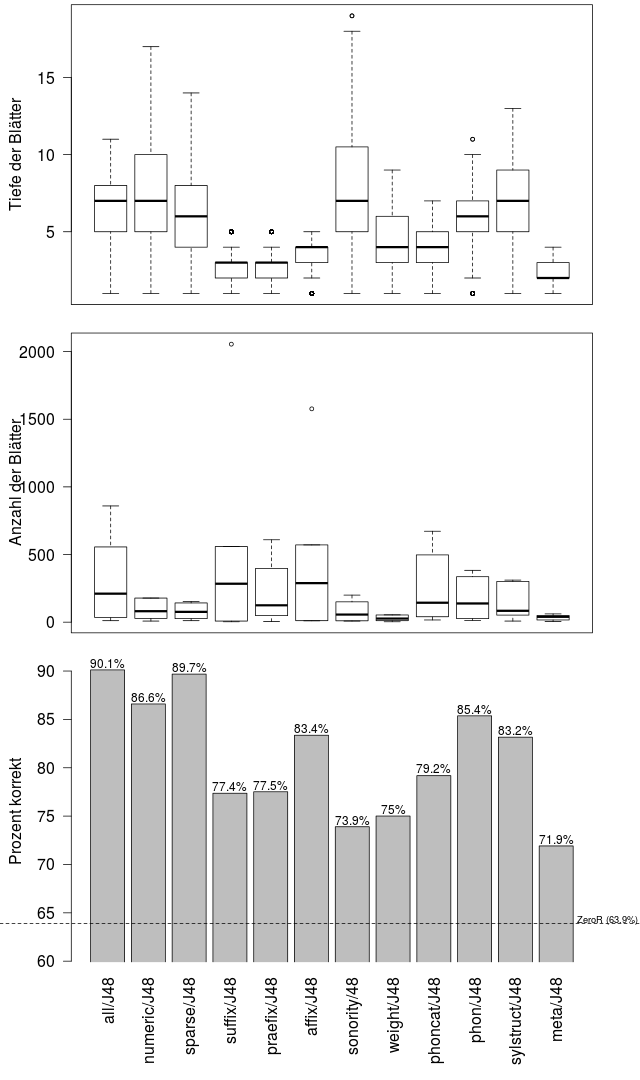 Tiefe der Blätter
15
10
5
Anzahl der Blätter
2000
1500
1000
500
0
Prozent korrekt
90
85
80
75
70
65
60
90.1%
86.6%
89.7%
77.4%
77.5%
83.4%
73.9%
75%
79.2%
85.4%
83.2%
71.9%
ZeroR (63.9%)
all/J48
numeric/J48
sparse/J48
suffix/J48
praefix/J48
affix/J48
sonority/48
weight/J48
phoncat/J48
phon/J48
sylstruct/J48
meta/J48